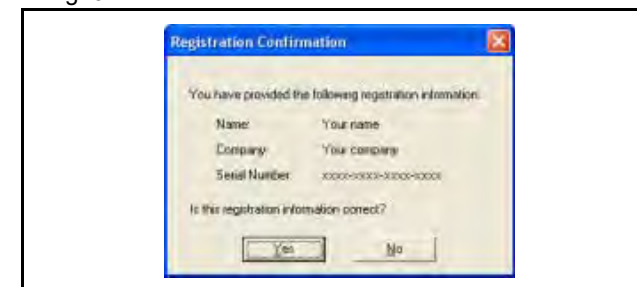 Registration Confirmation
You have provided the following registration information:
Name: Your name
Company: Your company
Serial Number: xxxx-xxxx-xxxx-xxxx
Is this registration information correct?
Yes No